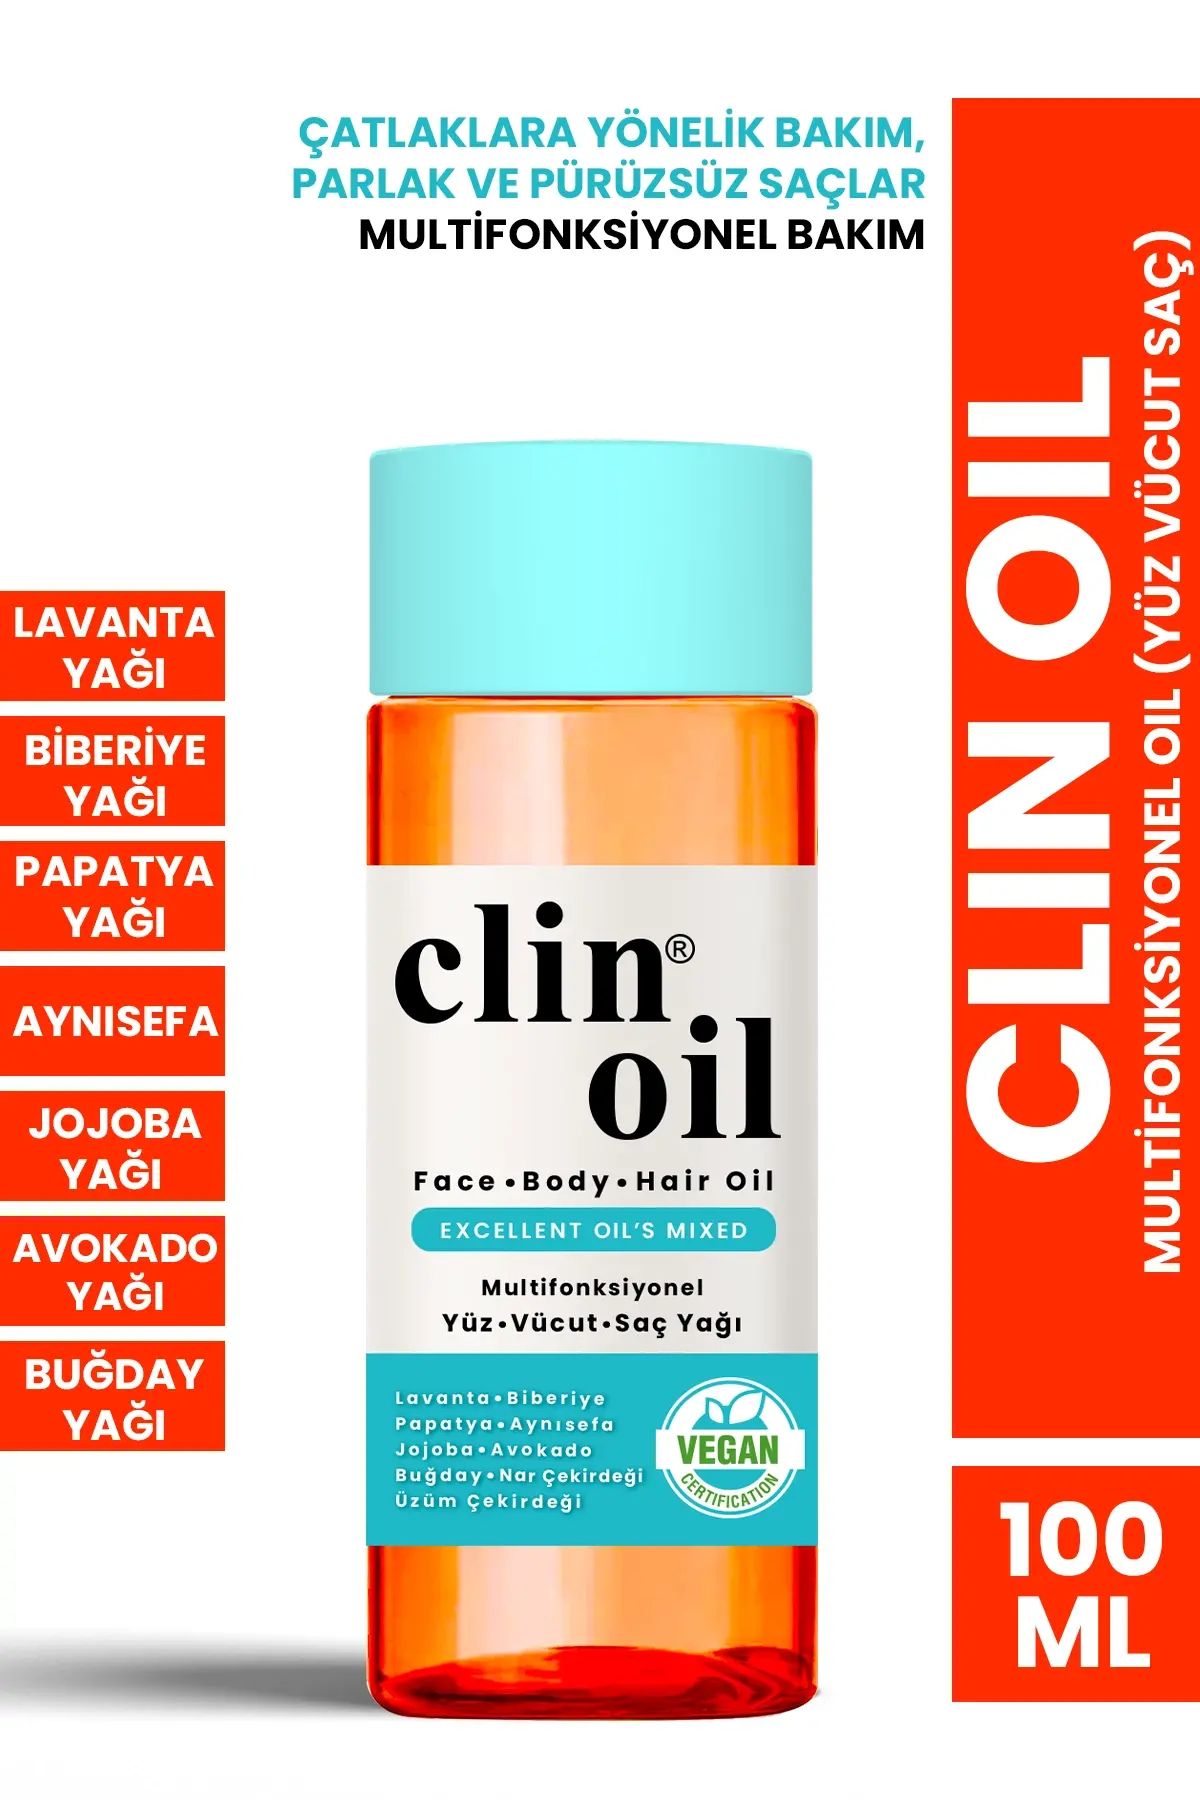 ÇATLAKLARA YÖNELİK BAKIM,
PARLAK VE PÜRÜZSÜZ SAÇLAR
MULTİFONKSİYONEL BAKIM
LAVANTA
YAĞI
BİBERİYE
YAĞI
PAPATYA
YAĞI
AYNISEFA
JOJOBA
YAĞI
AVOKADO
YAĞI
BUĞDAY
YAĞI
clin®
oil
Face•Body•Hair Oil
EXCELLENT OIL’S MIXED
Multifonksiyonel
Yüz•Vücut•Saç Yağı
Lavanta•Biberiye
Papatya•Aynısefa
Jojoba•Avokado
Buğday•Nar Çekirdeği
Üzüm Çekirdeği
VEGAN
CERTIFICATION
CLIN OIL
MULTİFONKSİYONEL OIL (YÜZ VÜCUT SAÇ)
100
ML